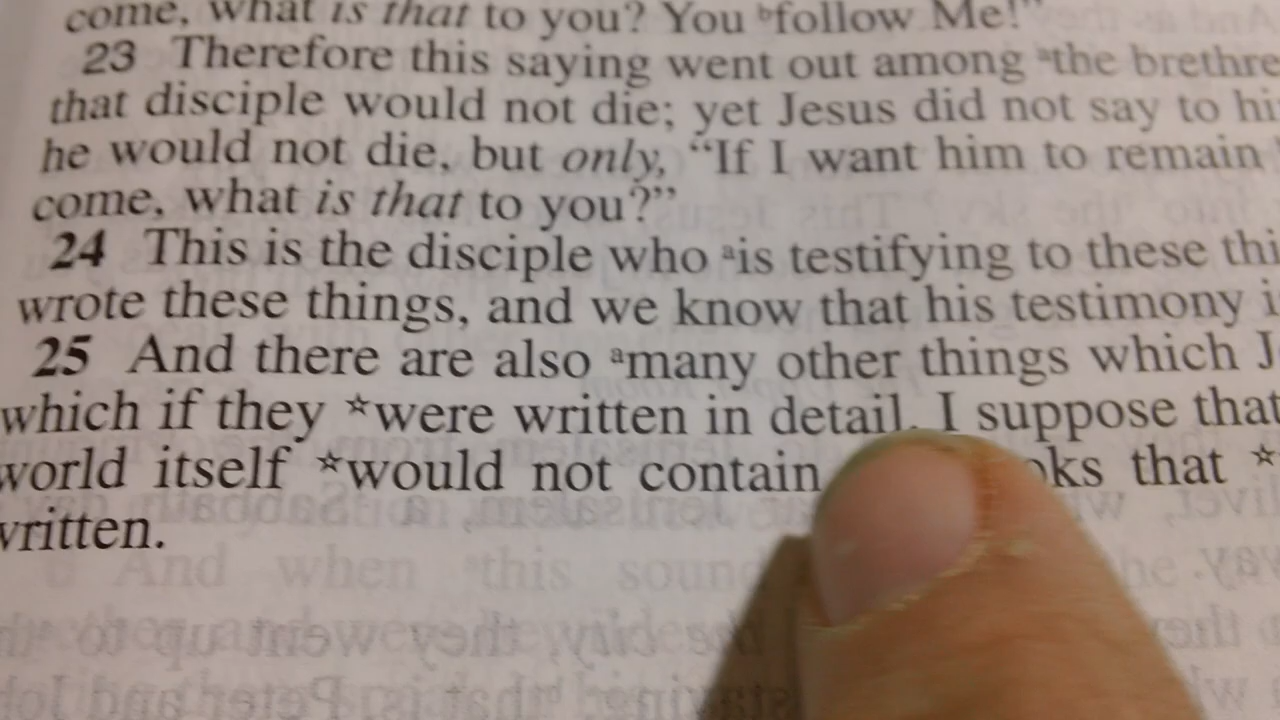 come, what is that to you? You ᵇfollow Me!”
23 Therefore this saying went out among ᵃthe brethre
that disciple would not die; yet Jesus did not say to hi
he would not die, but only, “If I want him to remain
come, what is that to you?”
24 This is the disciple who ᵃis testifying to these thi
wrote these things, and we know that his testimony i
25 And there are also ᵃmany other things which J
which if they *were written in detail, I suppose that
world itself *would not contain oks that *
written.